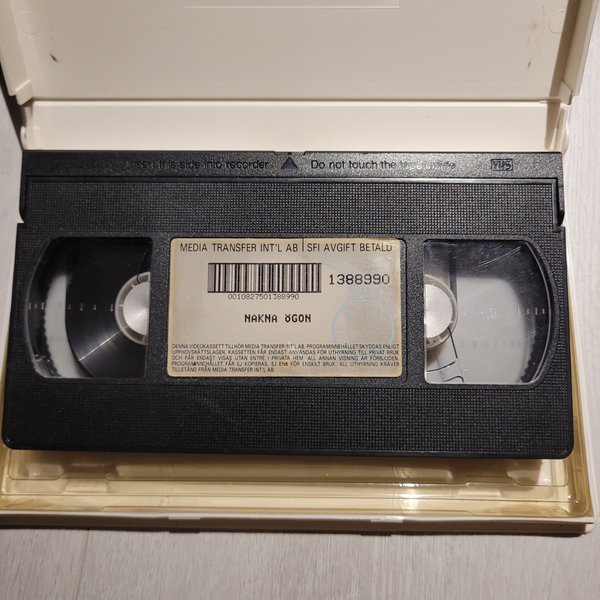 Insert this side into recorder Do not touch the tape inside VHS
MEDIA TRANSFER INT'L AB SFI AVGIFT BETALD
1388990
0010827501388990
NAKNA ÖGON
DENNA VIDEOKASSETT TILLHÖR MEDIA TRANSFER INT'L AB. PROGRAMINNEHÅLLET SKYDDAS ENLIGT
UPPHOVSRÄTTSLAGEN. KASSETTEN FÅR ENDAST ANVÄNDAS FÖR UTHYRNING TILL PRIVAT BRUK
OCH FÅR ENDAST VISAS UTAN ENTRÉ I PRIVATA HEM. ALL ANNAN VISNING ÄR FÖRBJUDEN.
PROGRAMINNEHÅLLET FÅR EJ KOPIERAS, EJ ENS FÖR ENSKILT BRUK. ALL UTHYRNING KRÄVER
TILLSTÅND FRÅN MEDIA TRANSFER INT'L AB.